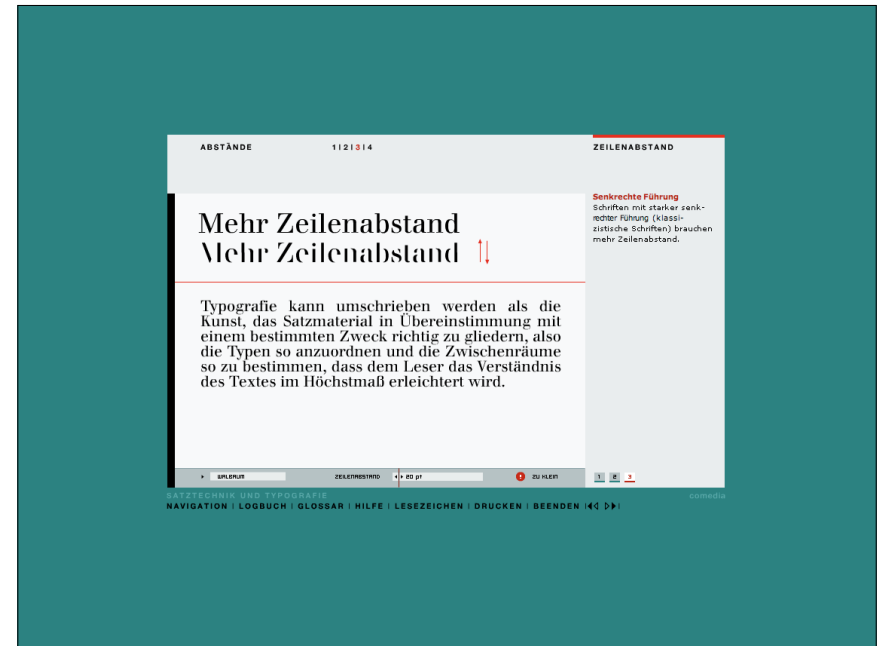 ABSTÄNDE
1 | 2 | 3 | 4
ZEILENABSTAND
Senkrechte Führung
Schriften mit starker senk-
rechter Führung (klassi-
zistische Schriften) brauchen
mehr Zeilenabstand.
Mehr Zeilenabstand
Mehr Zeilenabstand
Typografie kann umschrieben werden als die
Kunst, das Satzmaterial in Übereinstimmung mit
einem bestimmten Zweck richtig zu gliedern, also
die Typen so anzuordnen und die Zwischenräume
so zu bestimmen, dass dem Leser das Verständnis
des Textes im Höchstmaß erleichtert wird.
WALBAUM
ZEILENABSTAND
20 pt
! ZU KLEIN
1 2 3
SATZTECHNIK UND TYPOGRAFIE
comedia
NAVIGATION | LOGBUCH | GLOSSAR | HILFE | LESEZEICHEN | DRUCKEN | BEENDEN |